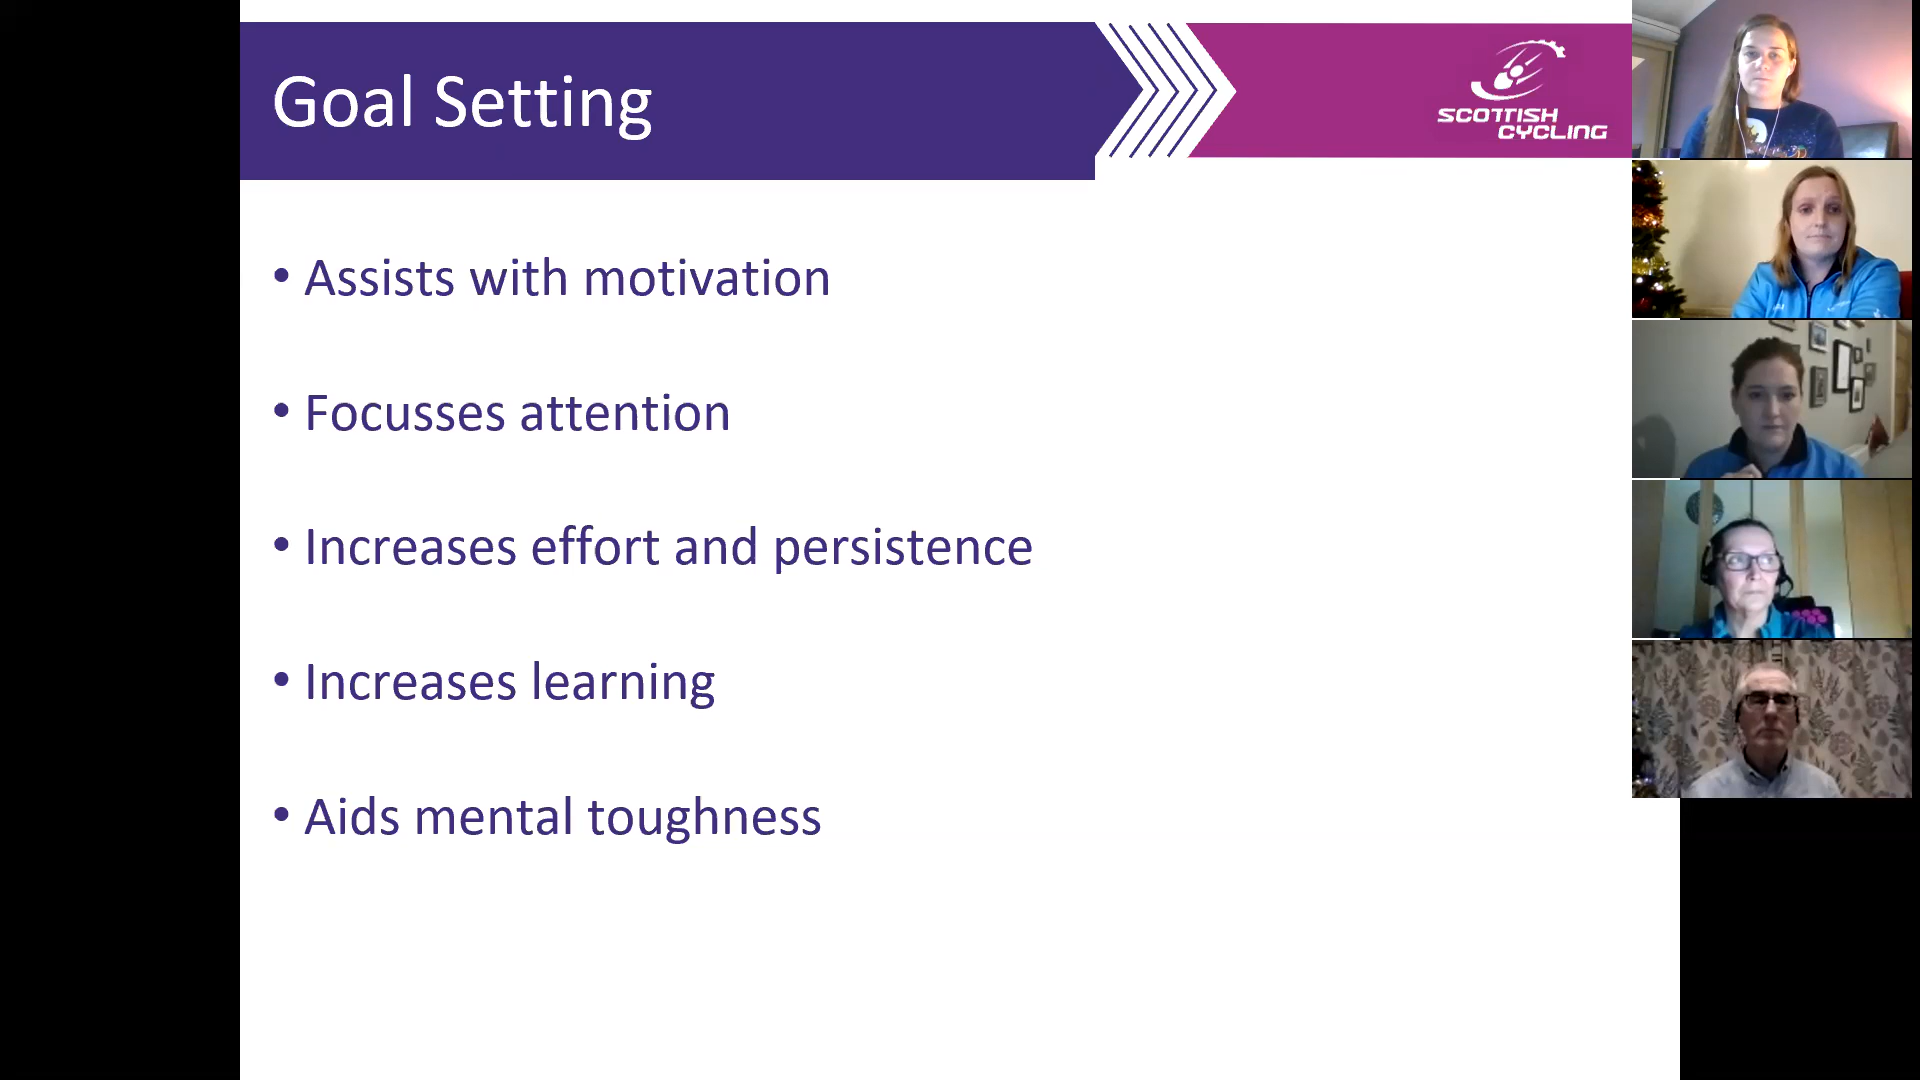 Goal Setting
SCOTTISH
CYCLING
• Assists with motivation
• Focusses attention
• Increases effort and persistence
• Increases learning
• Aids mental toughness